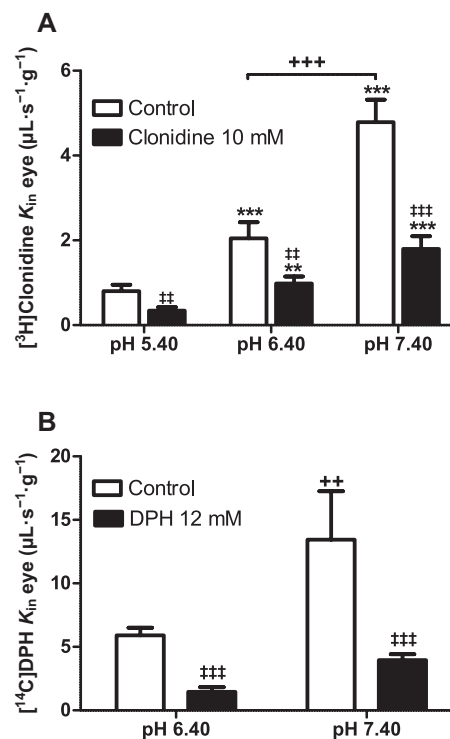 A
[³H]Clonidine Kin eye (µL·s⁻¹·g⁻¹)
6
4
2
0
Control
Clonidine 10 mM
+++
***
‡‡
***
‡‡
**
***
‡‡‡
***
pH 5.40 pH 6.40 pH 7.40
B
[¹⁴C]DPH Kin eye (µL·s⁻¹·g⁻¹)
20
15
10
5
0
Control
DPH 12 mM
++
‡‡‡
‡‡‡
pH 6.40 pH 7.40